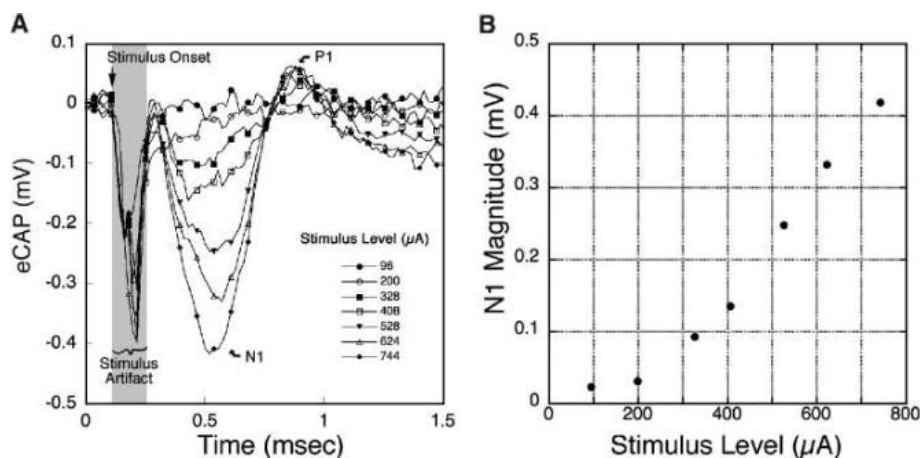 A
0.1
0
-0.1
-0.2
-0.3
-0.4
-0.5
eCAP (mV)
Stimulus Onset
P1
Stimulus Level (µA)
96
200
328
408
528
624
744
N1
Stimulus
Artifact
0 0.5 1 1.5
Time (msec)
B
0.5
0.4
0.3
0.2
0.1
0
N1 Magnitude (mV)
0 200 400 600 800
Stimulus Level (µA)